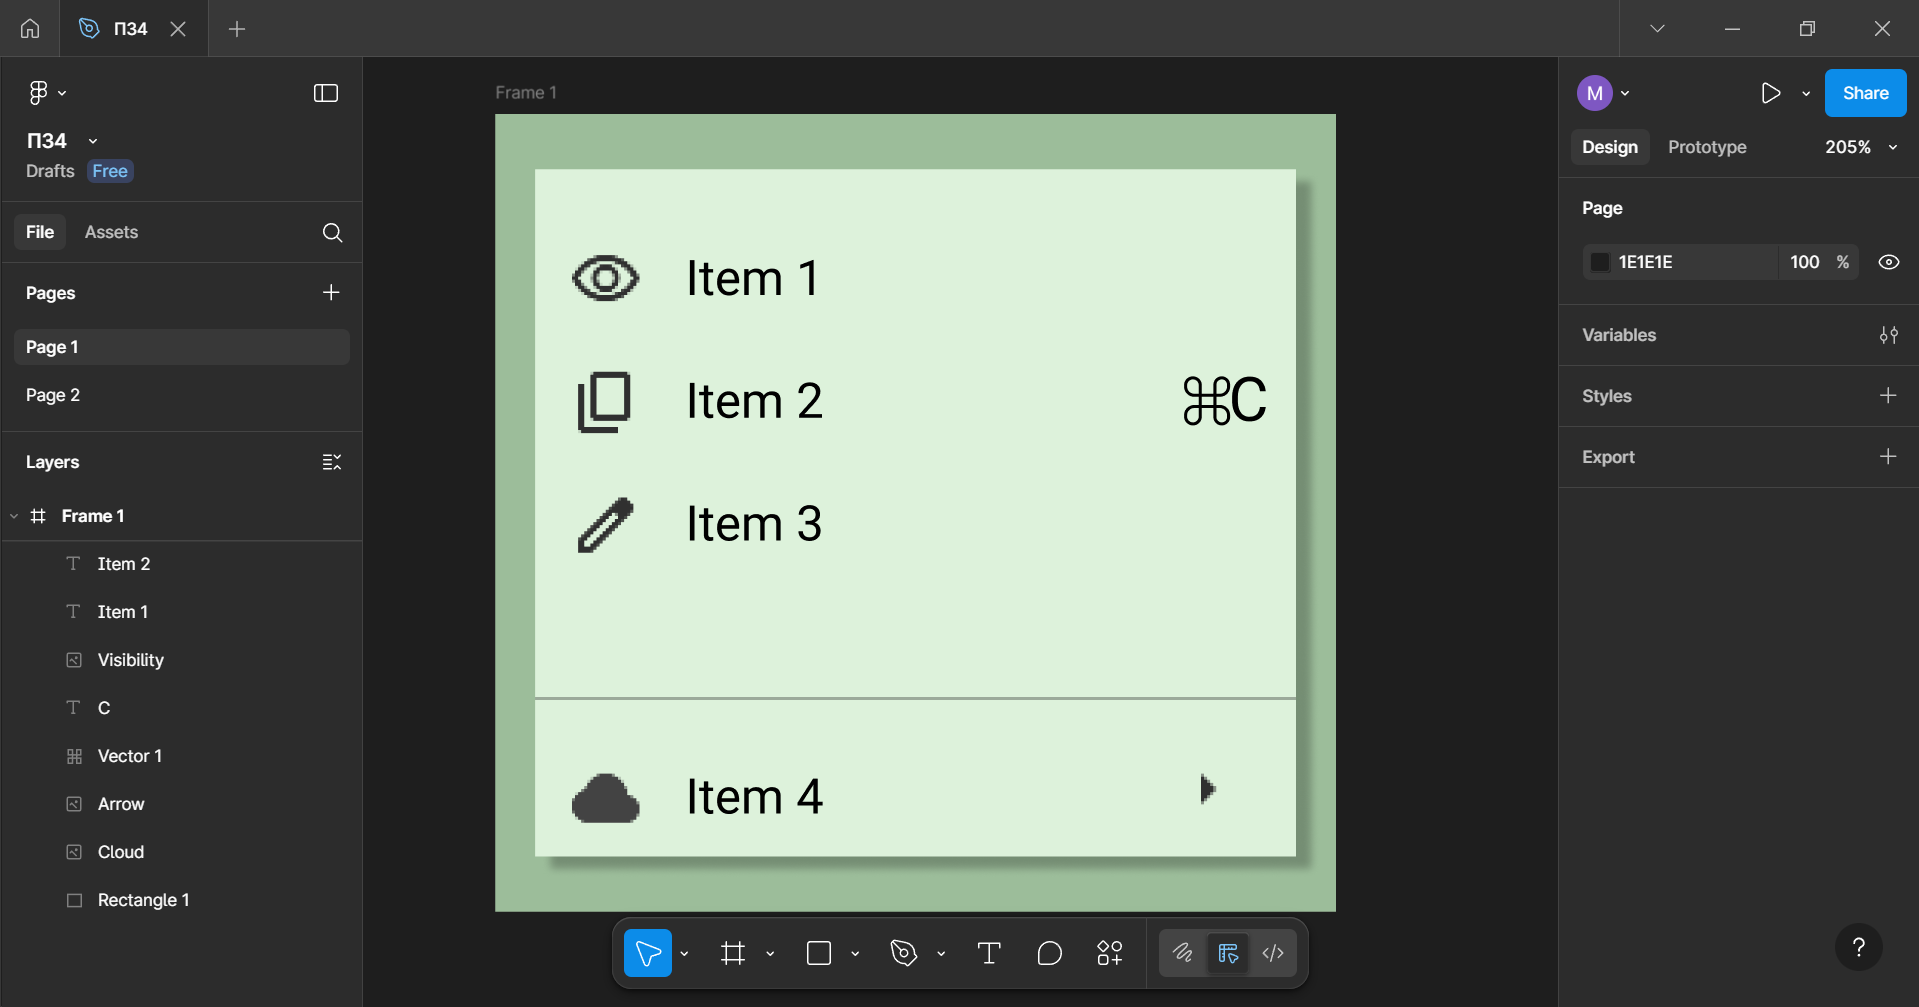 ПЗ4
Frame 1
M
Share
ПЗ4
Drafts Free
Design Prototype 205%
File Assets
Page
1E1E1E 100 %
Pages
Page 1
Page 2
Variables
Styles
Export
Layers
Frame 1
Item 2
Item 1
Visibility
C
Vector 1
Arrow
Cloud
Rectangle 1
Item 1
Item 2 ⌘C
Item 3
Item 4
?